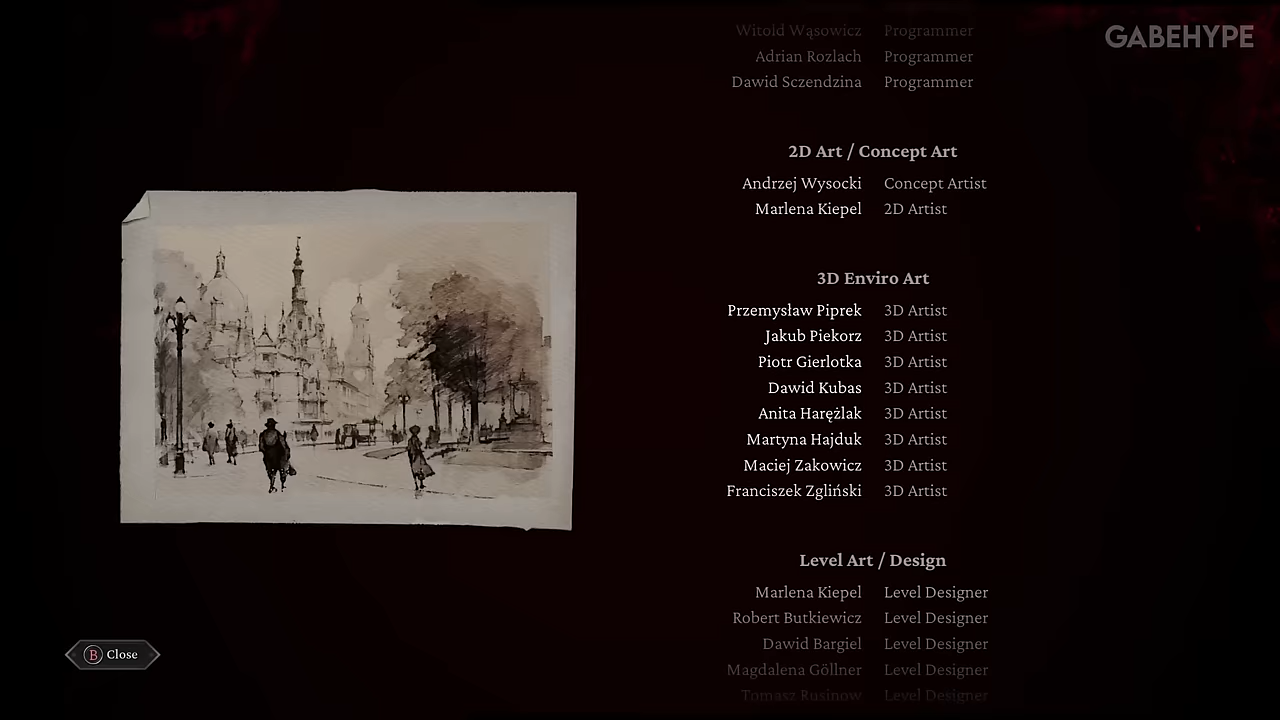 GABEHYPE
Witold Wąsowicz Programmer
Adrian Rozlach Programmer
Dawid Sczendzina Programmer
2D Art / Concept Art
Andrzej Wysocki Concept Artist
Marlena Kiepel 2D Artist
3D Enviro Art
Przemysław Piprek 3D Artist
Jakub Piekorz 3D Artist
Piotr Gierlotka 3D Artist
Dawid Kubas 3D Artist
Anita Harężlak 3D Artist
Martyna Hajduk 3D Artist
Maciej Zakowicz 3D Artist
Franciszek Zgliński 3D Artist
Level Art / Design
Marlena Kiepel Level Designer
Robert Butkiewicz Level Designer
Dawid Bargiel Level Designer
Magdalena Göllner Level Designer
Tomasz Rusinow Level Designer
B Close